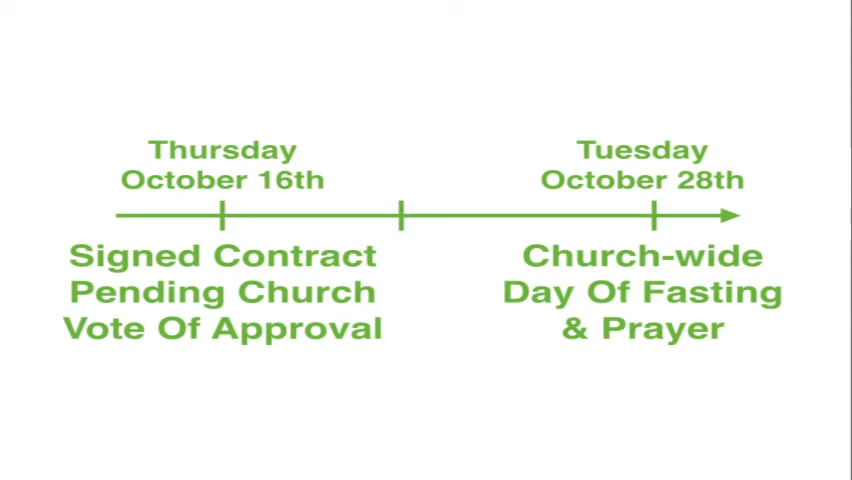 Thursday
October 16th
Signed Contract
Pending Church
Vote Of Approval
Tuesday
October 28th
Church-wide
Day Of Fasting
& Prayer